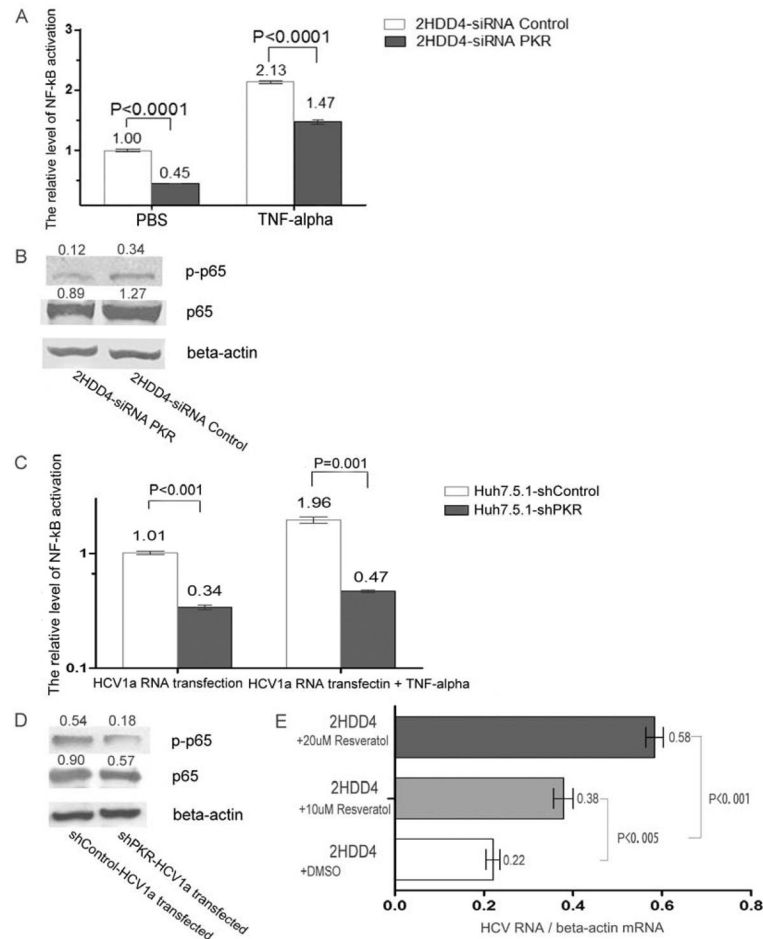 A
The relative level of NF-kB activation
3
2
1
2HDD4-siRNA Control
2HDD4-siRNA PKR
P<0.0001
P<0.0001
1.00
0.45
2.13
1.47
PBS
TNF-alpha
B
0.12 0.34
p-p65
0.89 1.27
p65
beta-actin
2HDD4-siRNA PKR
2HDD4-siRNA Control
C
The relative level of NF-kB activation
1
0.1
P<0.001
P=0.001
1.01
0.34
1.96
0.47
Huh7.5.1-shControl
Huh7.5.1-shPKR
HCV1a RNA transfection
HCV1a RNA transfectin + TNF-alpha
D
0.54 0.18
p-p65
0.90 0.57
p65
beta-actin
shControl-HCV1a transfected
shPKR-HCV1a transfected
E
2HDD4
+20uM Resveratol
0.58
2HDD4
+10uM Resveratol
0.38
2HDD4
+DMSO
0.22
P<0.001
P<0.005
0.0 0.2 0.4 0.6 0.8
HCV RNA / beta-actin mRNA